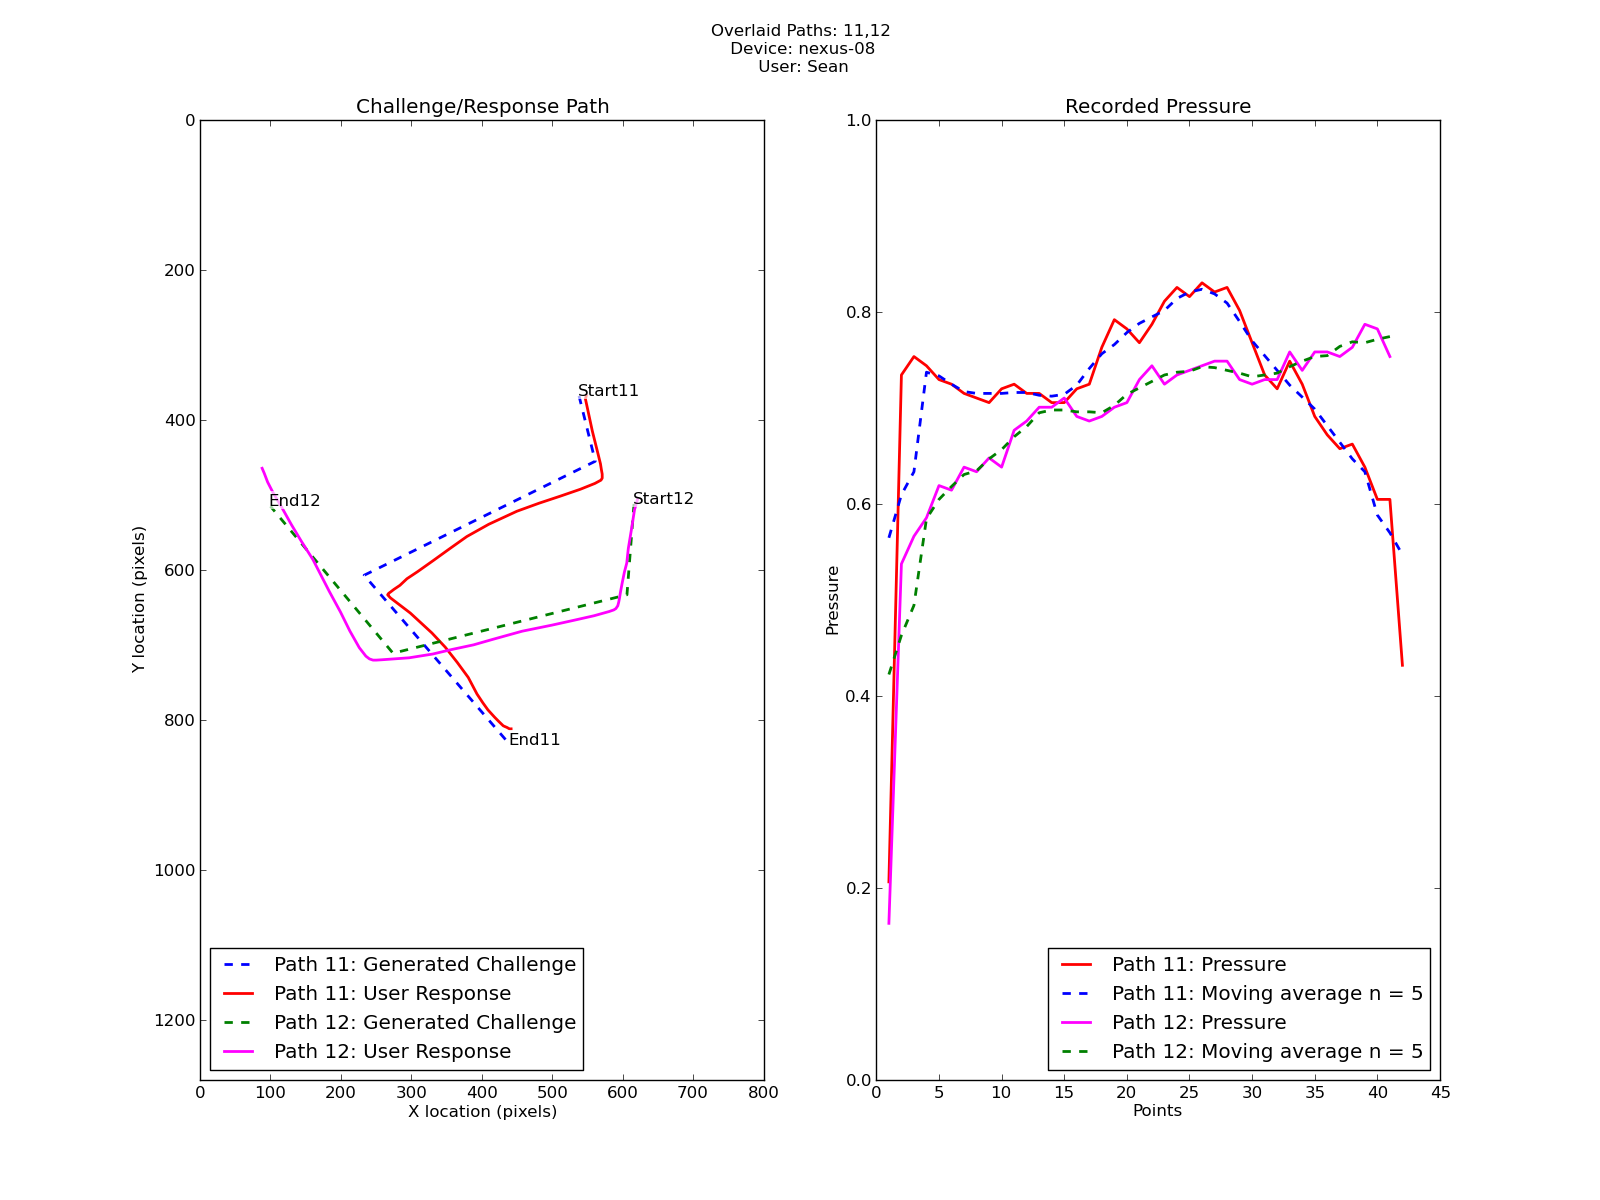 Overlaid Paths: 11,12
Device: nexus-08
User: Sean
Challenge/Response Path
0
200
400
600
800
1000
1200
Y location (pixels)
Start11
End12
Start12
End11
Path 11: Generated Challenge
Path 11: User Response
Path 12: Generated Challenge
Path 12: User Response
0 100 200 300 400 500 600 700 800
X location (pixels)
Recorded Pressure
1.0
0.8
0.6
0.4
0.2
0.0
Pressure
Path 11: Pressure
Path 11: Moving average n = 5
Path 12: Pressure
Path 12: Moving average n = 5
0 5 10 15 20 25 30 35 40 45
Points